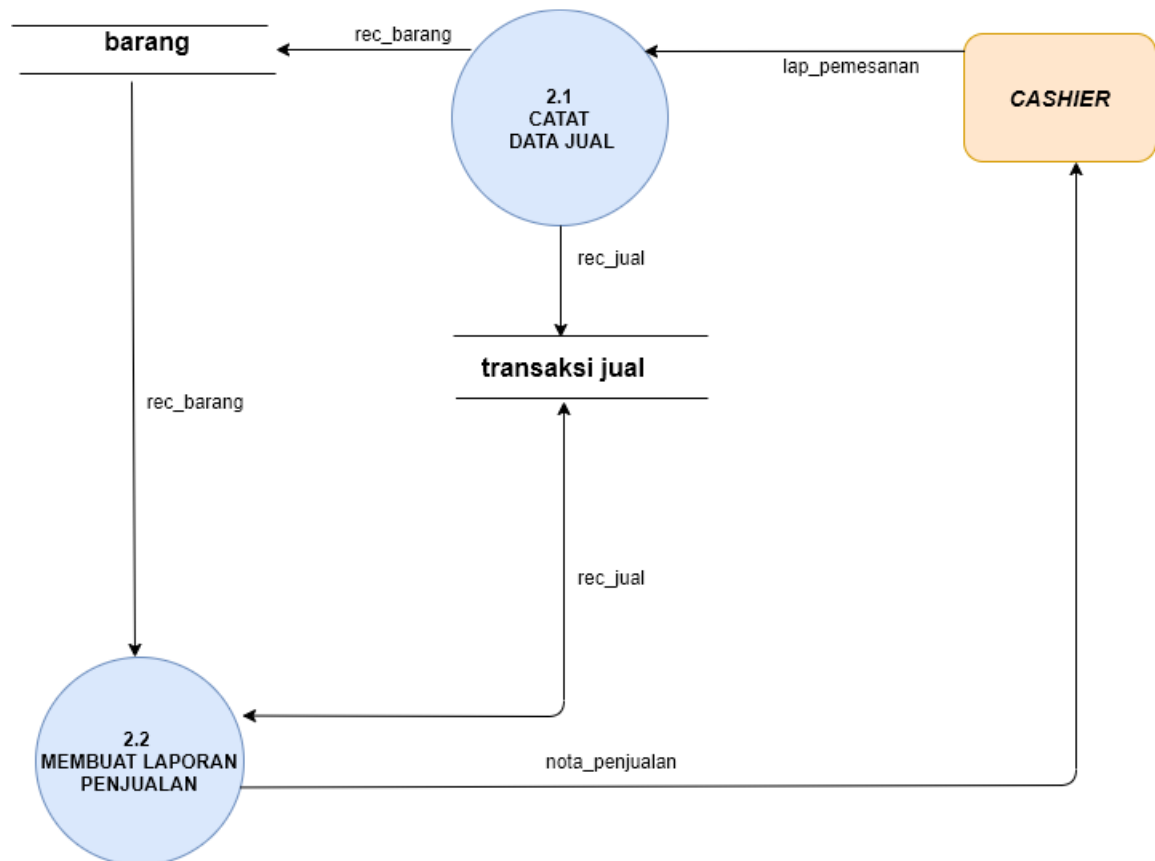 barang
rec_barang
2.1
CATAT
DATA JUAL
lap_pemesanan
CASHIER
rec_jual
transaksi jual
rec_barang
rec_jual
2.2
MEMBUAT LAPORAN
PENJUALAN
nota_penjualan